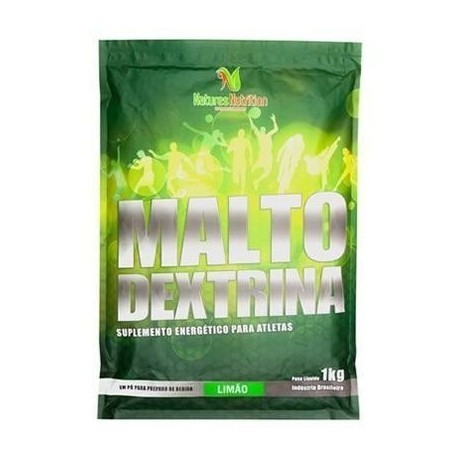 Natures Nutrition
MALTO
DEXTRINA
SUPLEMENTO ENERGÉTICO PARA ATLETAS
EM PÓ PARA PREPARO DE BEBIDA
LIMÃO
Peso Líquido 1kg
Indústria Brasileira